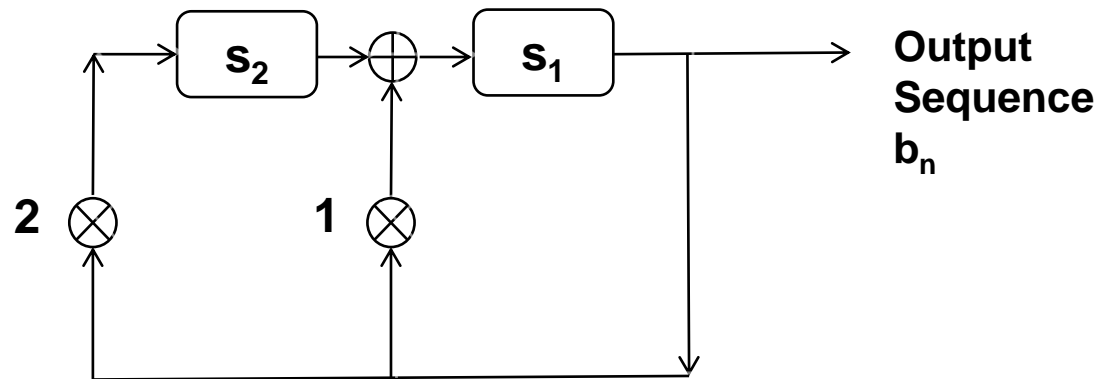 s₂
s₁
Output
Sequence
bₙ
2
1